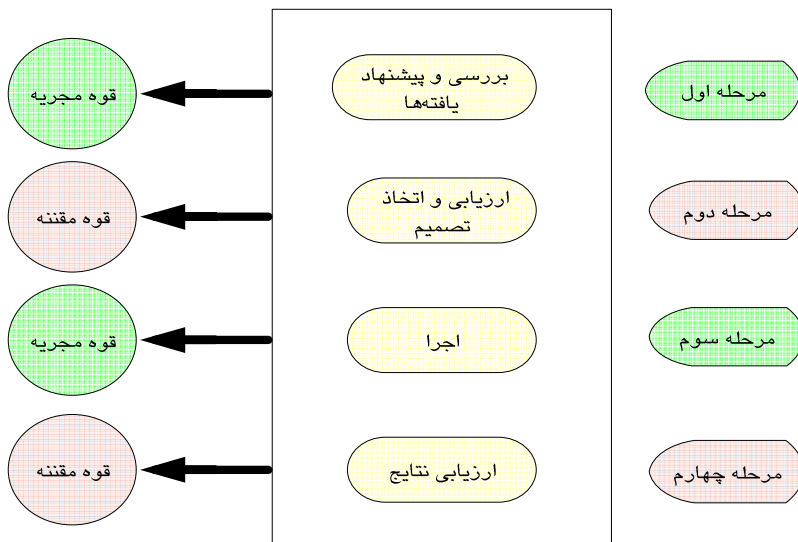 مرحله اول
بررسی و پیشنهاد
یافته‌ها
قوه مجریه
مرحله دوم
ارزیابی و اتخاذ
تصمیم
قوه مقننه
مرحله سوم
اجرا
قوه مجریه
مرحله چهارم
ارزیابی نتایج
قوه مقننه